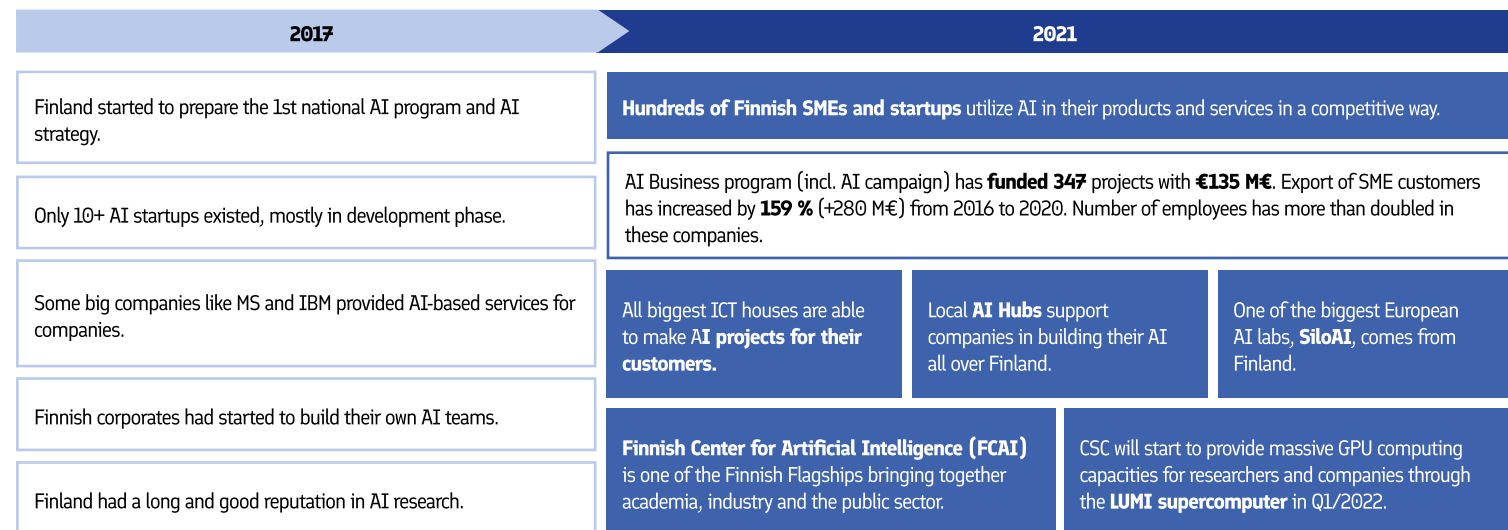 2017
Finland started to prepare the 1st national AI program and AI
strategy.
Only 10+ AI startups existed, mostly in development phase.
Some big companies like MS and IBM provided AI-based services for
companies.
Finnish corporates had started to build their own AI teams.
Finland had a long and good reputation in AI research.
2021
Hundreds of Finnish SMEs and startups utilize AI in their products and services in a competitive way.
AI Business program (incl. AI campaign) has funded 347 projects with €135 M€. Export of SME customers
has increased by 159 % (+280 M€) from 2016 to 2020. Number of employees has more than doubled in
these companies.
All biggest ICT houses are able
to make AI projects for their
customers.
Local AI Hubs support
companies in building their AI
all over Finland.
One of the biggest European
AI labs, SiloAI, comes from
Finland.
Finnish Center for Artificial Intelligence (FCAI)
is one of the Finnish Flagships bringing together
academia, industry and the public sector.
CSC will start to provide massive GPU computing
capacities for researchers and companies through
the LUMI supercomputer in Q1/2022.